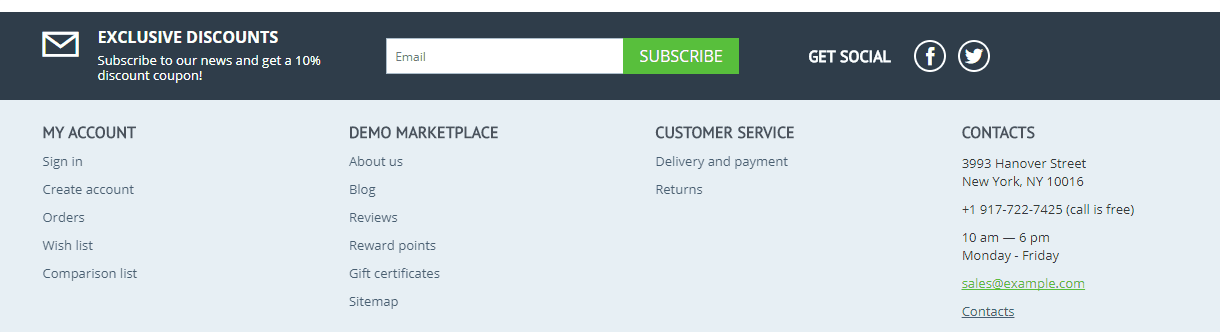 EXCLUSIVE DISCOUNTS
Subscribe to our news and get a 10%
discount coupon!
Email
SUBSCRIBE
GET SOCIAL
MY ACCOUNT
Sign in
Create account
Orders
Wish list
Comparison list
DEMO MARKETPLACE
About us
Blog
Reviews
Reward points
Gift certificates
Sitemap
CUSTOMER SERVICE
Delivery and payment
Returns
CONTACTS
3993 Hanover Street
New York, NY 10016
+1 917-722-7425 (call is free)
10 am — 6 pm
Monday - Friday
sales@example.com
Contacts